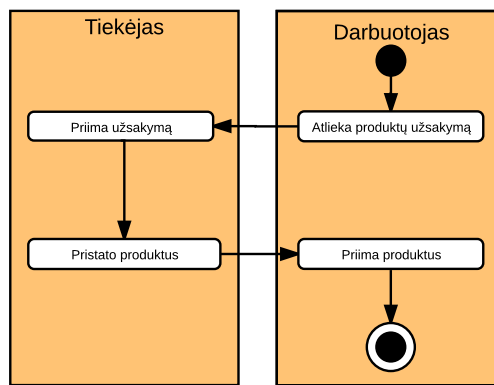 Tiekėjas
Darbuotojas
Priima užsakymą
Atlieka produktų užsakymą
Pristato produktus
Priima produktus